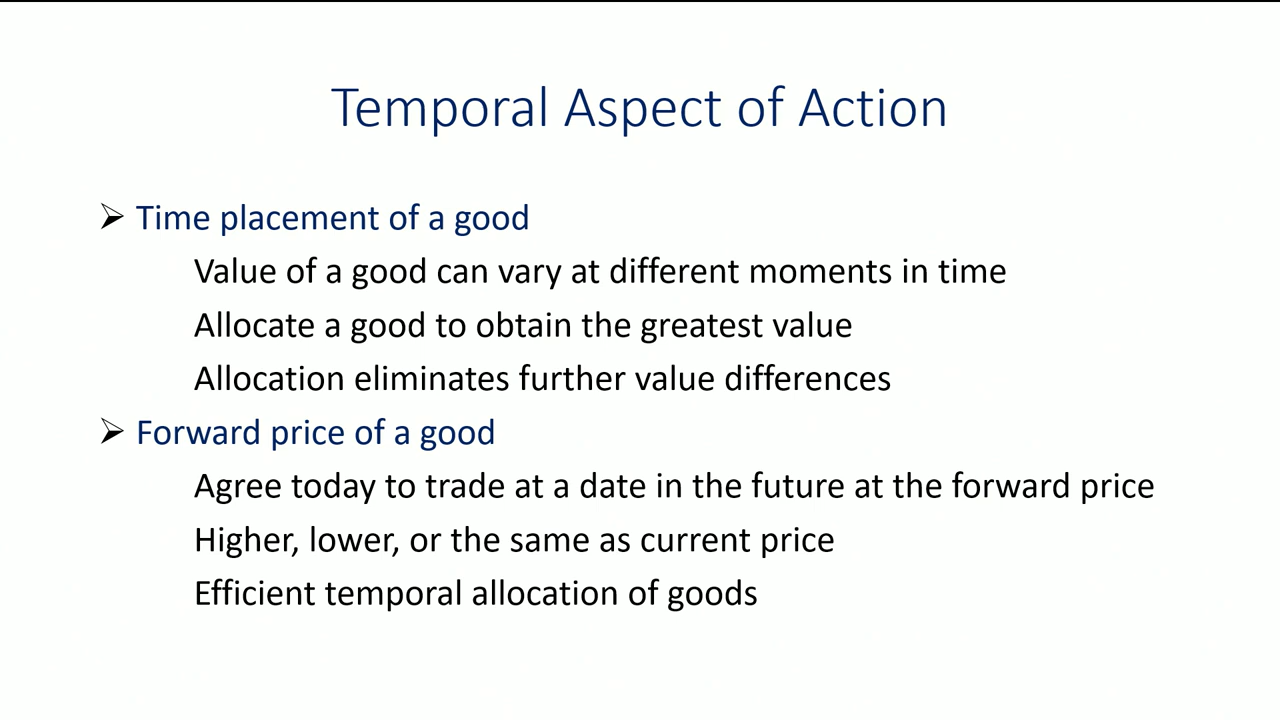 Temporal Aspect of Action
➢ Time placement of a good
Value of a good can vary at different moments in time
Allocate a good to obtain the greatest value
Allocation eliminates further value differences
➢ Forward price of a good
Agree today to trade at a date in the future at the forward price
Higher, lower, or the same as current price
Efficient temporal allocation of goods